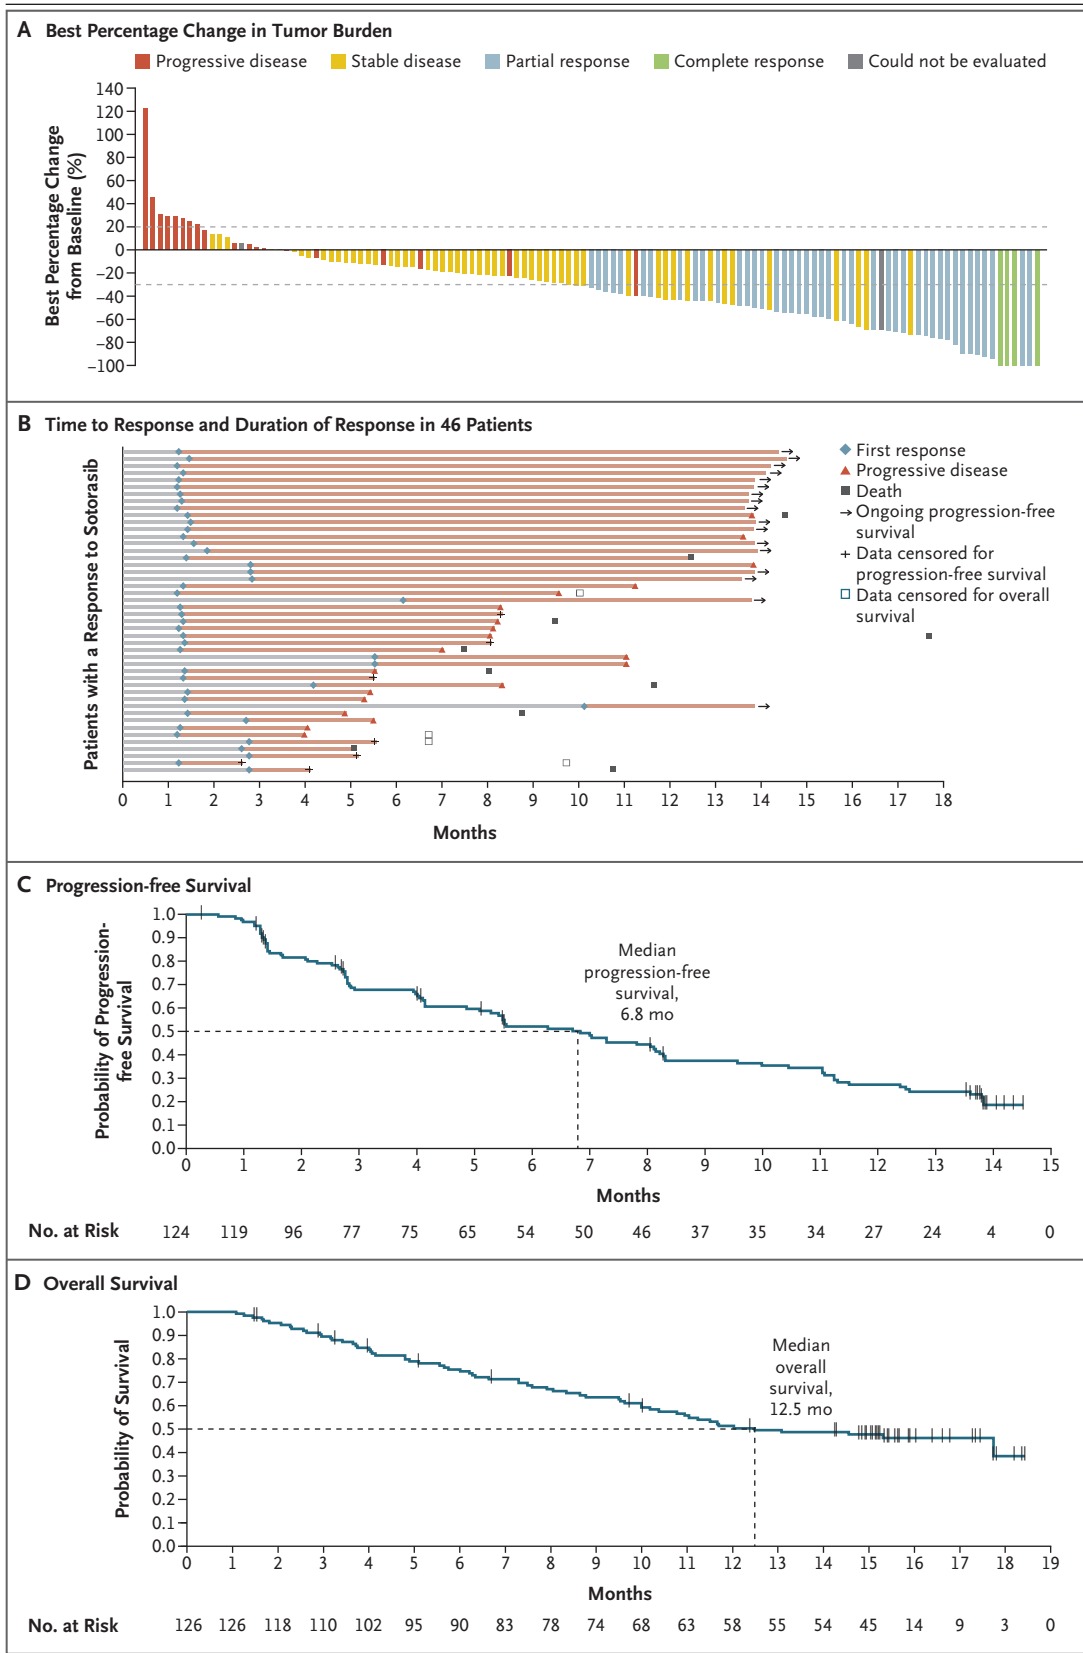 A Best Percentage Change in Tumor Burden
Progressive disease Stable disease Partial response Complete response Could not be evaluated
Best Percentage Change
from Baseline (%)
140
120
100
80
60
40
20
0
−20
−40
−60
−80
−100
B Time to Response and Duration of Response in 46 Patients
Patients with a Response to Sotorasib
First response
Progressive disease
Death
Ongoing progression-free
survival
Data censored for
progression-free survival
Data censored for overall
survival
0 1 2 3 4 5 6 7 8 9 10 11 12 13 14 15 16 17 18
Months
C Progression-free Survival
Probability of Progression-
free Survival
1.0
0.9
0.8
0.7
0.6
0.5
0.4
0.3
0.2
0.1
0.0
Median
progression-free
survival,
6.8 mo
0 1 2 3 4 5 6 7 8 9 10 11 12 13 14 15
Months
No. at Risk 124 119 96 77 75 65 54 50 46 37 35 34 27 24 4 0
D Overall Survival
Probability of Survival
1.0
0.9
0.8
0.7
0.6
0.5
0.4
0.3
0.2
0.1
0.0
Median
overall
survival,
12.5 mo
0 1 2 3 4 5 6 7 8 9 10 11 12 13 14 15 16 17 18 19
Months
No. at Risk 126 126 118 110 102 95 90 83 78 74 68 63 58 55 54 45 14 9 3 0